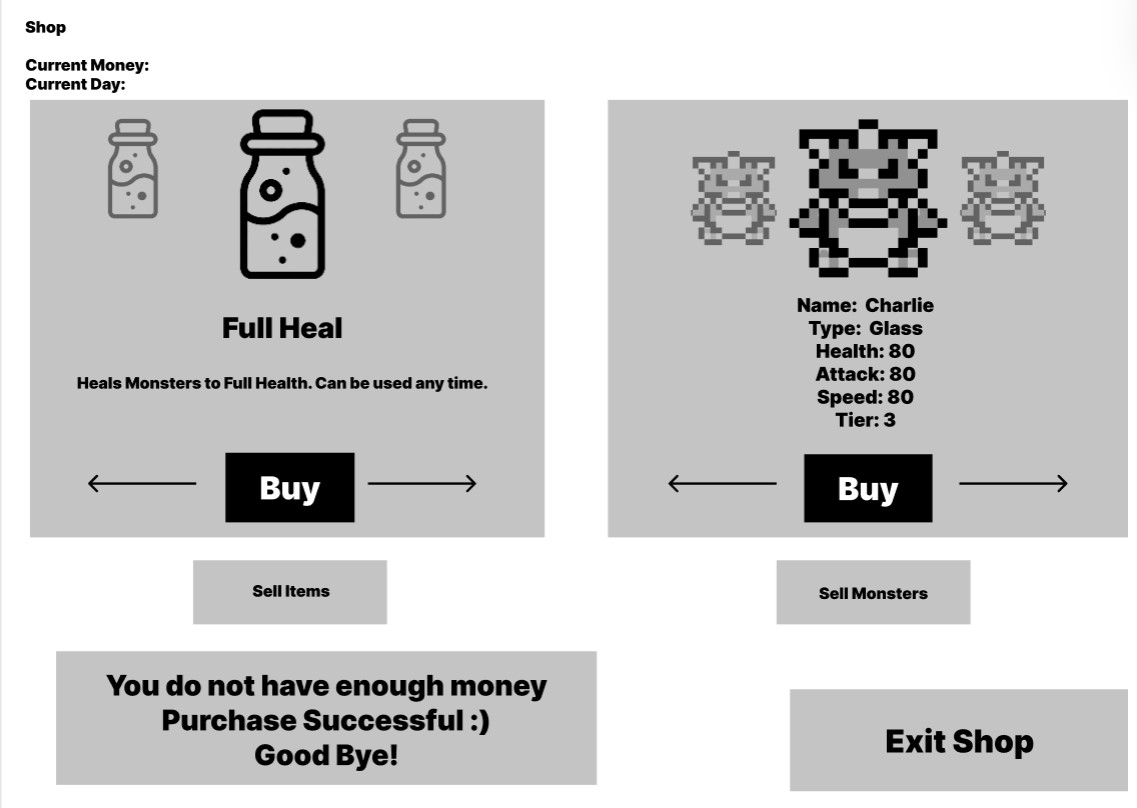 Shop
Current Money:
Current Day:
Full Heal
Heals Monsters to Full Health. Can be used any time.
Buy
Name: Charlie
Type: Glass
Health: 80
Attack: 80
Speed: 80
Tier: 3
Buy
Sell Items
Sell Monsters
You do not have enough money
Purchase Successful :)
Good Bye!
Exit Shop